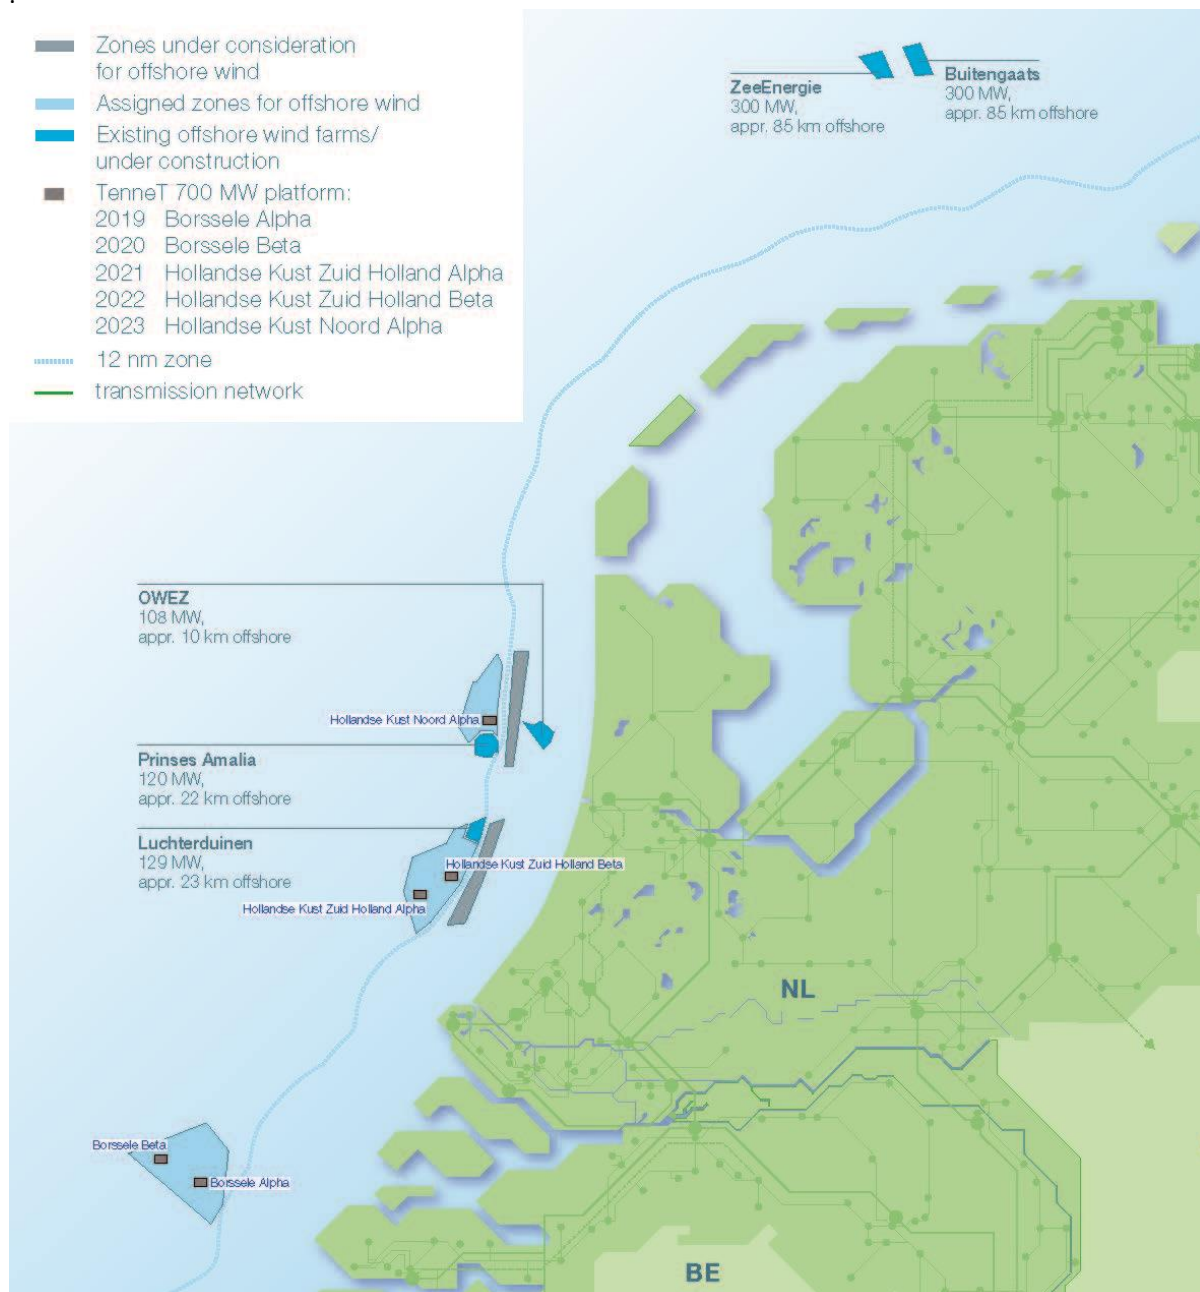 Zones under consideration
for offshore wind
Assigned zones for offshore wind
Existing offshore wind farms/
under construction
TenneT 700 MW platform:
2019 Borssele Alpha
2020 Borssele Beta
2021 Hollandse Kust Zuid Holland Alpha
2022 Hollandse Kust Zuid Holland Beta
2023 Hollandse Kust Noord Alpha
12 nm zone
transmission network
ZeeEnergie
300 MW,
appr. 85 km offshore
Buitengaats
300 MW,
appr. 85 km offshore
OWEZ
108 MW,
appr. 10 km offshore
Hollandse Kust Noord Alpha
Prinses Amalia
120 MW,
appr. 22 km offshore
Luchterduinen
129 MW,
appr. 23 km offshore
Hollandse Kust Zuid Holland Beta
Hollandse Kust Zuid Holland Alpha
NL
Borssele Beta
Borssele Alpha
BE